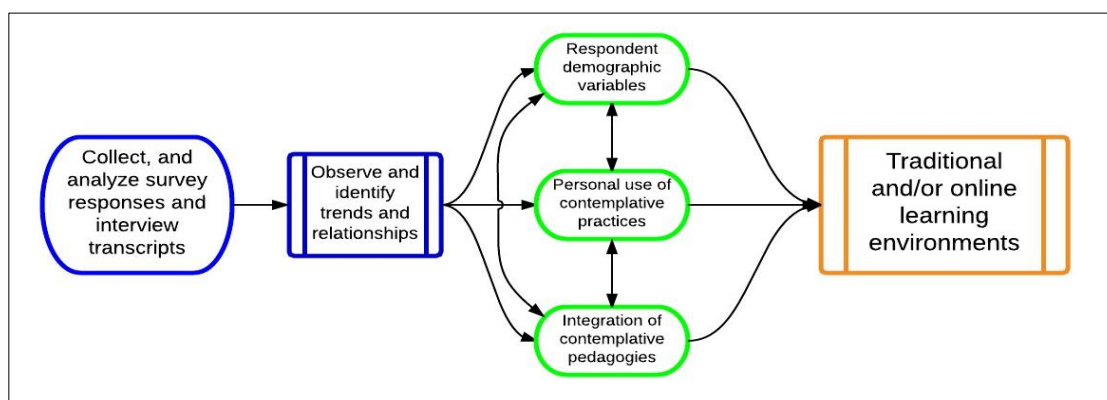 Collect, and
analyze survey
responses and
interview
transcripts
Observe and
identify
trends and
relationships
Respondent
demographic
variables
Personal use of
contemplative
practices
Integration of
contemplative
pedagogies
Traditional
and/or online
learning
environments